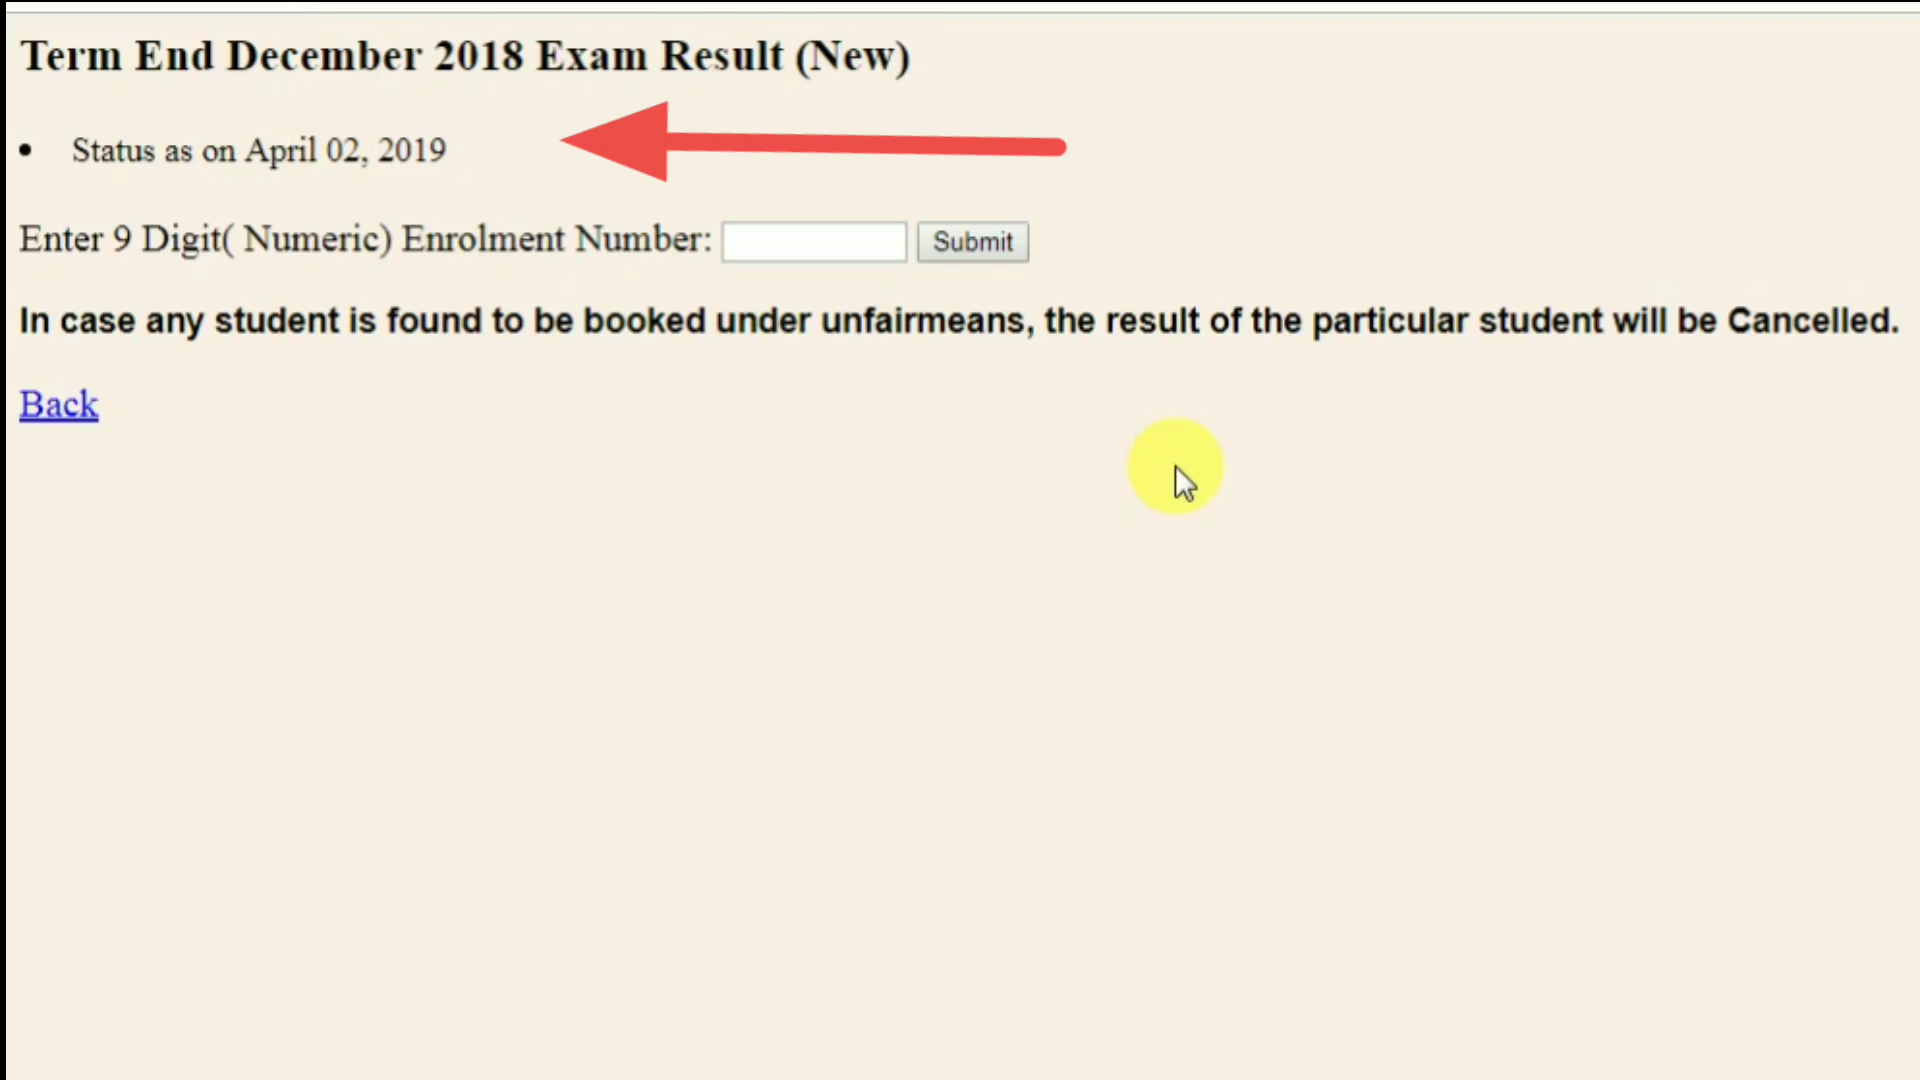 Term End December 2018 Exam Result (New)
• Status as on April 02, 2019
Enter 9 Digit( Numeric) Enrolment Number: Submit
In case any student is found to be booked under unfairmeans, the result of the particular student will be Cancelled.
Back